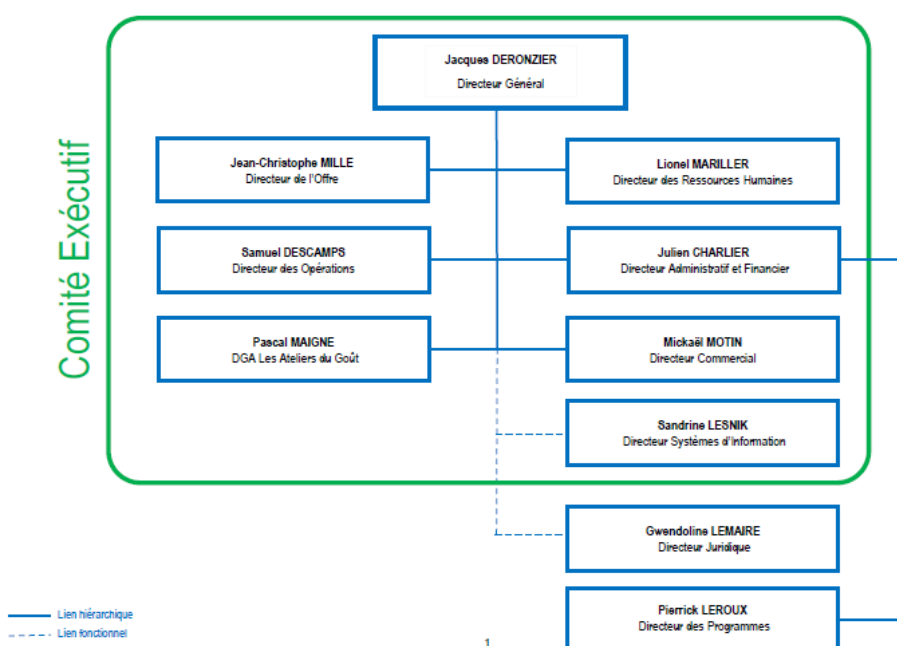 Comité Exécutif
Jacques DERONZIER
Directeur Général
Jean-Christophe MILLE
Directeur de l'Offre
Lionel MARILLER
Directeur des Ressources Humaines
Samuel DESCAMPS
Directeur des Opérations
Julien CHARLIER
Directeur Administratif et Financier
Pascal MAIGNE
DGA Les Ateliers du Goût
Mickaël MOTIN
Directeur Commercial
Sandrine LESNIK
Directeur Systèmes d'Information
Gwendoline LEMAIRE
Directeur Juridique
Pierrick LEROUX
Directeur des Programmes
Lien hiérarchique
Lien fonctionnel
1